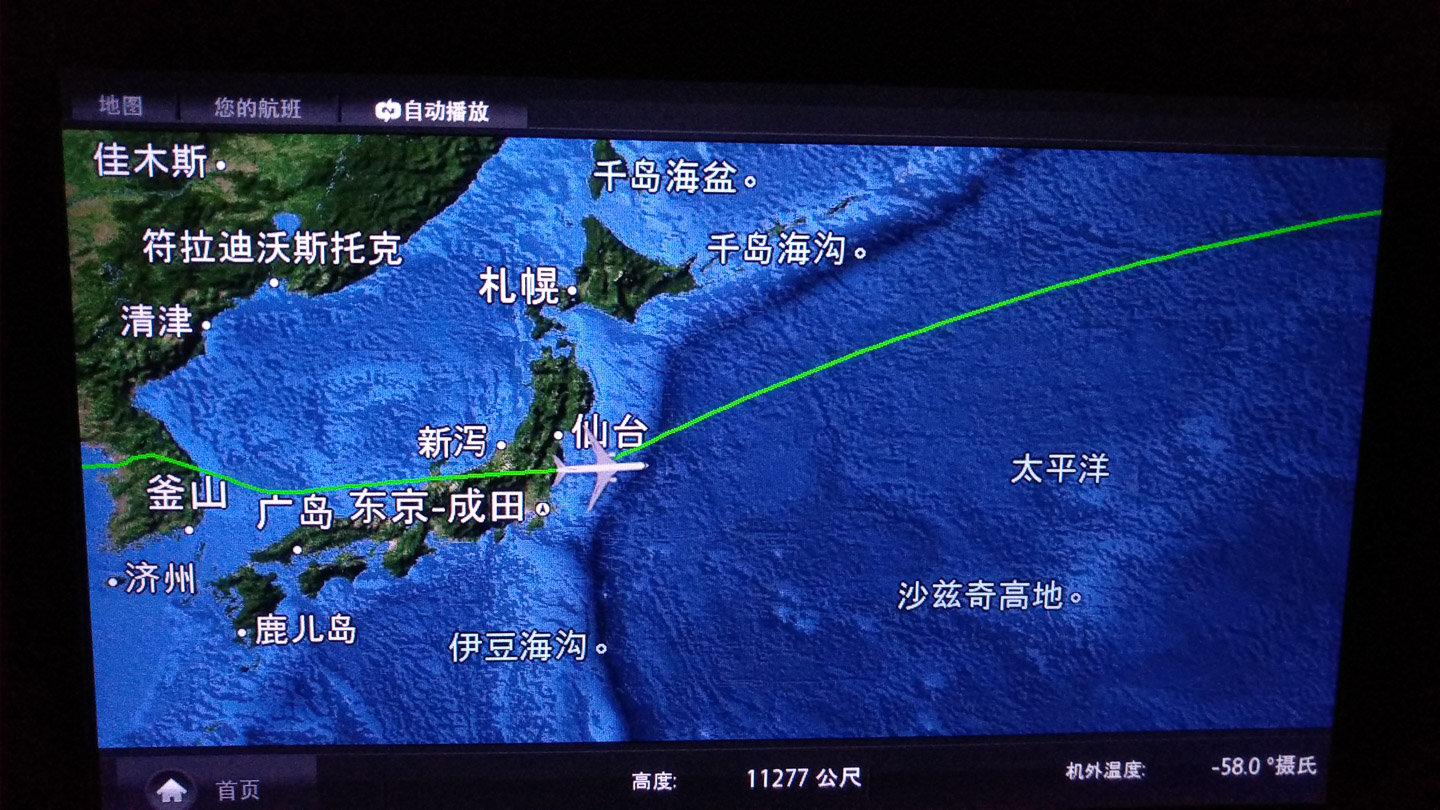 地图
您的航班
自动播放
佳木斯
千岛海盆
符拉迪沃斯托克
千岛海沟
札幌
清津
仙台
新泻
太平洋
釜山
广岛
东京-成田
济州
沙兹奇高地
鹿儿岛
伊豆海沟
首页
高度:
11277 公尺
机外温度:
-58.0 °摄氏